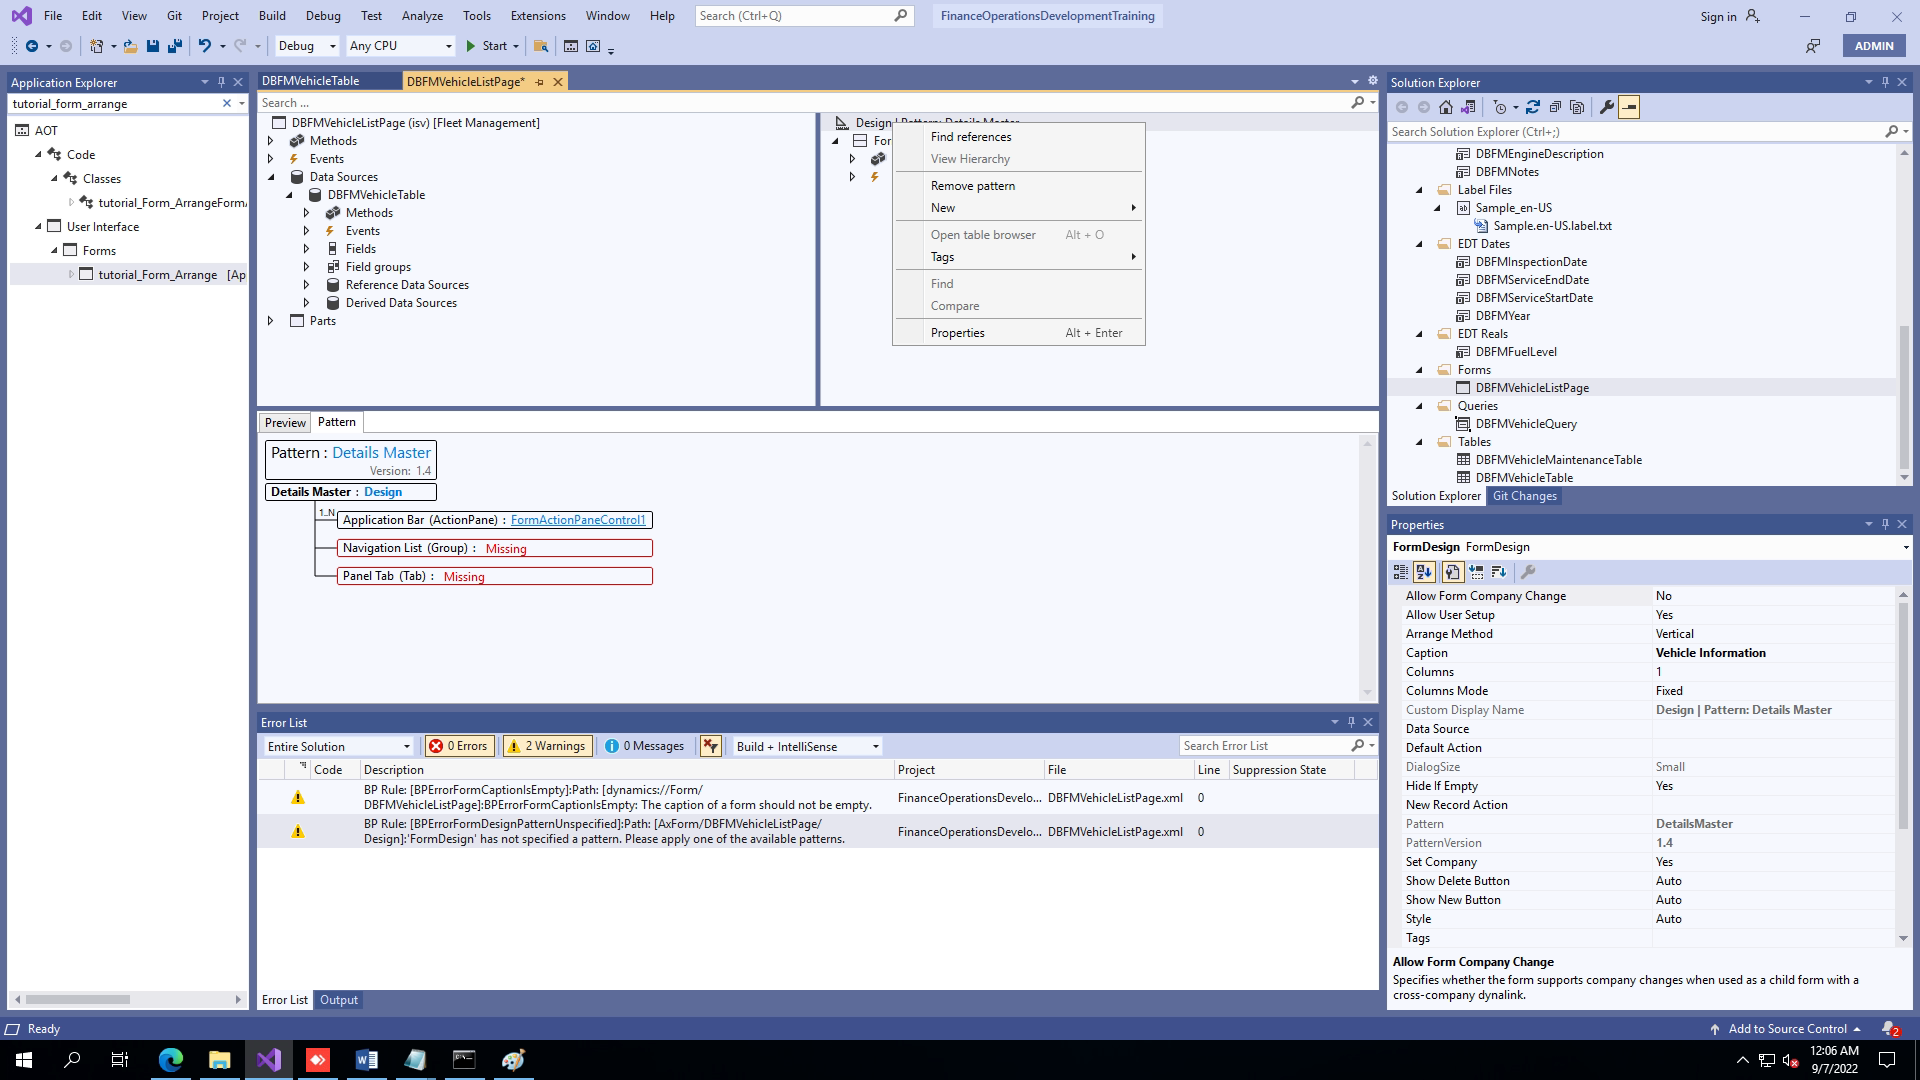 File Edit View Git Project Build Debug Test Analyze Tools Extensions Window Help Search (Ctrl+Q) FinanceOperationsDevelopmentTraining Sign in
Debug Any CPU Start ADMIN
Application Explorer
tutorial_form_arrange
AOT
Code
Classes
tutorial_Form_ArrangeForm
User Interface
Forms
tutorial_Form_Arrange [Ap
DBFMVehicleTable DBFMVehicleListPage*
Search ...
DBFMVehicleListPage (isv) [Fleet Management]
Methods
Events
Data Sources
DBFMVehicleTable
Methods
Events
Fields
Field groups
Reference Data Sources
Derived Data Sources
Parts
Design | Pattern: Details Master
For
Find references
View Hierarchy
Remove pattern
New
Open table browser Alt + O
Tags
Find
Compare
Properties Alt + Enter
Preview Pattern
Pattern : Details Master
Version: 1.4
Details Master : Design
1..N
Application Bar (ActionPane) : FormActionPaneControl1
Navigation List (Group) : Missing
Panel Tab (Tab) : Missing
Error List
Entire Solution 0 Errors 2 Warnings 0 Messages Build + IntelliSense Search Error List
Code Description Project File Line Suppression State
BP Rule: [BPErrorFormCaptionIsEmpty]:Path: [dynamics://Form/
DBFMVehicleListPage]:BPErrorFormCaptionIsEmpty: The caption of a form should not be empty. FinanceOperationsDevelo... DBFMVehicleListPage.xml 0
BP Rule: [BPErrorFormDesignPatternUnspecified]:Path: [AxForm/DBFMVehicleListPage/
Design]:'FormDesign' has not specified a pattern. Please apply one of the available patterns. FinanceOperationsDevelo... DBFMVehicleListPage.xml 0
Error List Output
Solution Explorer
Search Solution Explorer (Ctrl+;)
DBFMEngineDescription
DBFMNotes
Label Files
Sample_en-US
Sample.en-US.label.txt
EDT Dates
DBFMInspectionDate
DBFMServiceEndDate
DBFMServiceStartDate
DBFMYear
EDT Reals
DBFMFuelLevel
Forms
DBFMVehicleListPage
Queries
DBFMVehicleQuery
Tables
DBFMVehicleMaintenanceTable
DBFMVehicleTable
Solution Explorer Git Changes
Properties
FormDesign FormDesign
Allow Form Company Change No
Allow User Setup Yes
Arrange Method Vertical
Caption Vehicle Information
Columns 1
Columns Mode Fixed
Custom Display Name Design | Pattern: Details Master
Data Source
Default Action
DialogSize Small
Hide If Empty Yes
New Record Action
Pattern DetailsMaster
PatternVersion 1.4
Set Company Yes
Show Delete Button Auto
Show New Button Auto
Style Auto
Tags
Allow Form Company Change
Specifies whether the form supports company changes when used as a child form with a
cross-company dynalink.
Ready Add to Source Control 2
12:06 AM
9/7/2022